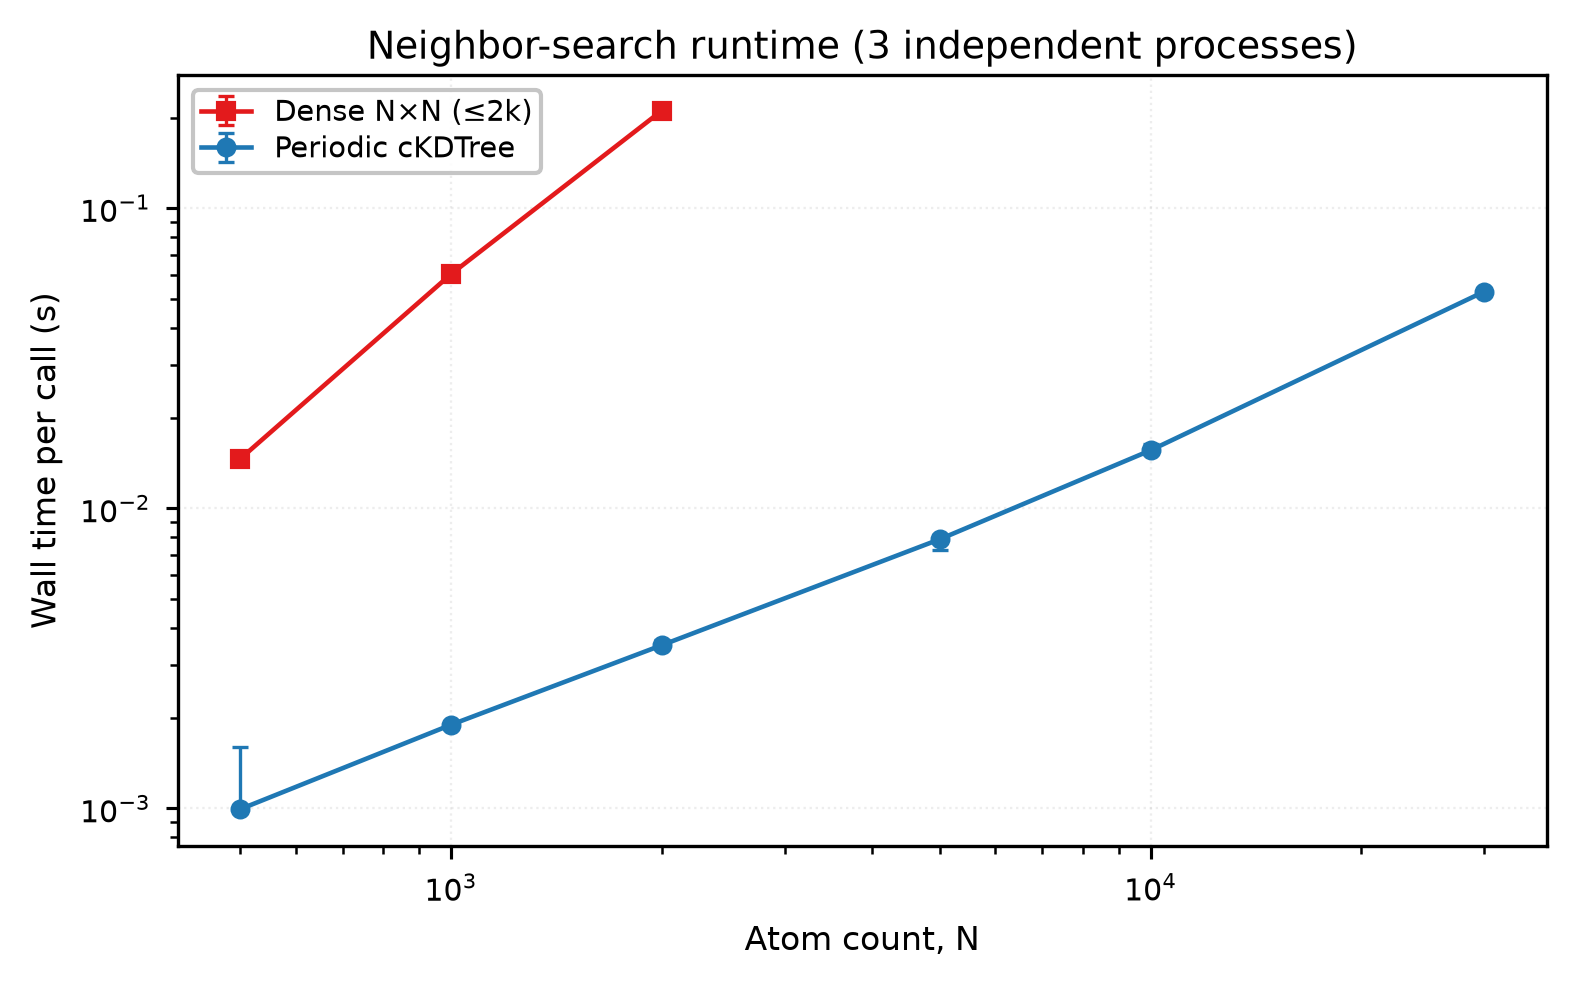 Neighbor-search runtime (3 independent processes)
Dense N×N (≤2k)
Periodic cKDTree
Wall time per call (s)
10⁻¹
10⁻²
10⁻³
10³
10⁴
Atom count, N